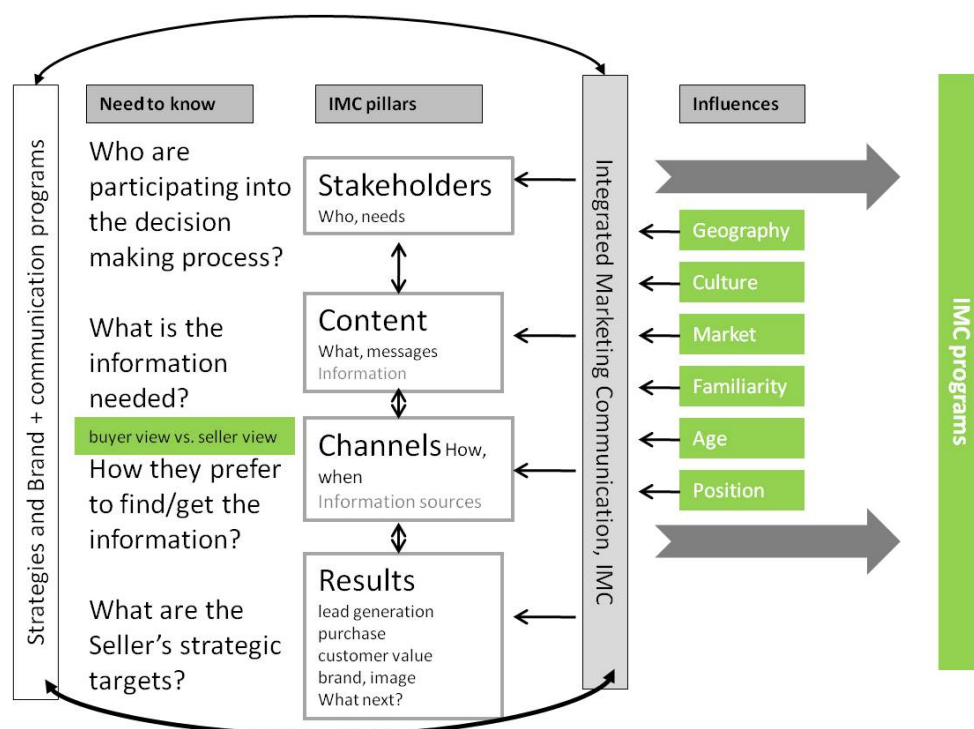 Strategies and Brand + communication programs
Need to know
Who are
participating into
the decision
making process?
What is the
information
needed?
buyer view vs. seller view
How they prefer
to find/get the
information?
What are the
Seller’s strategic
targets?
IMC pillars
Stakeholders
Who, needs
Content
What, messages
Information
Channels How,
when
Information sources
Results
lead generation
purchase
customer value
brand, image
What next?
Integrated Marketing Communication, IMC
Influences
Geography
Culture
Market
Familiarity
Age
Position
IMC programs